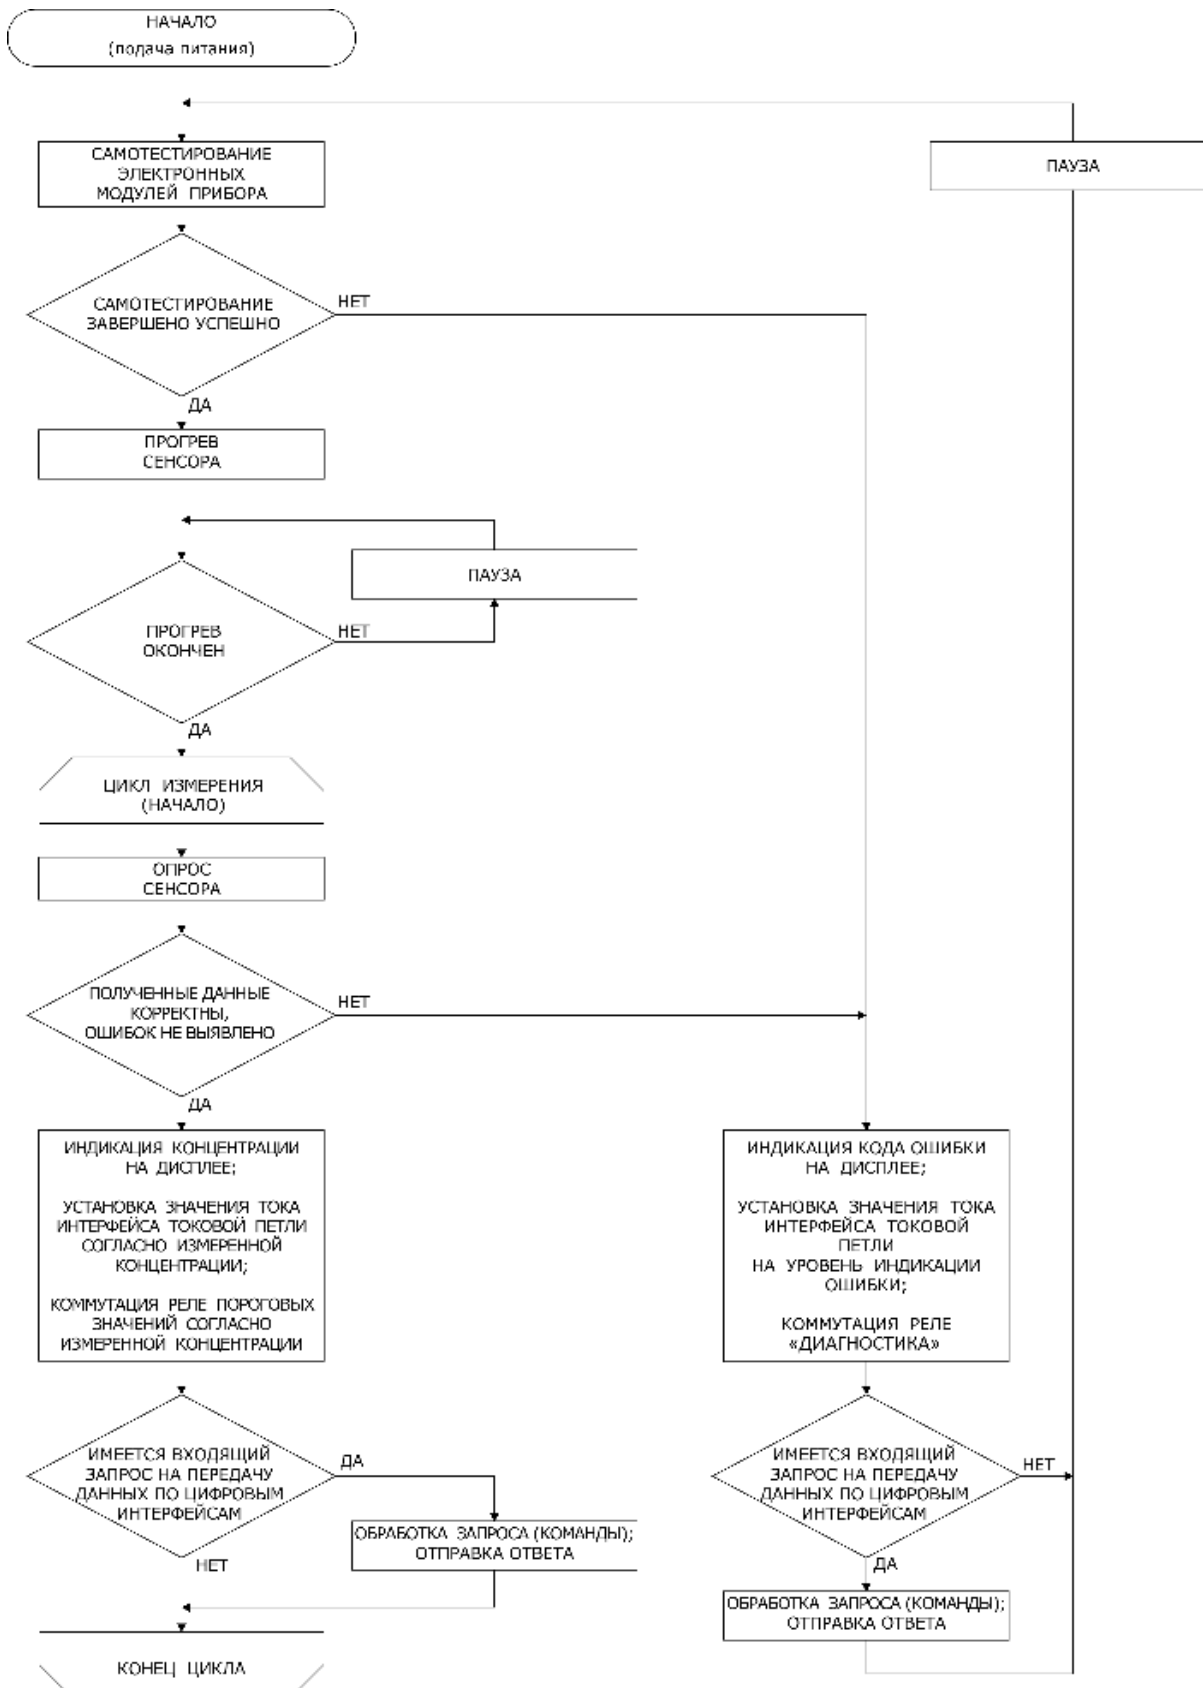 НАЧАЛО
(подача питания)
САМОТЕСТИРОВАНИЕ
ЭЛЕКТРОННЫХ
МОДУЛЕЙ ПРИБОРА
ПАУЗА
САМОТЕСТИРОВАНИЕ
ЗАВЕРШЕНО УСПЕШНО
НЕТ
ДА
ПРОГРЕВ
СЕНСОРА
ПАУЗА
ПРОГРЕВ
ОКОНЧЕН
НЕТ
ДА
ЦИКЛ ИЗМЕРЕНИЯ
(НАЧАЛО)
ОПРОС
СЕНСОРА
ПОЛУЧЕННЫЕ ДАННЫЕ
КОРРЕКТНЫ,
ОШИБОК НЕ ВЫЯВЛЕНО
НЕТ
ДА
ИНДИКАЦИЯ КОНЦЕНТРАЦИИ
НА ДИСПЛЕЕ;
УСТАНОВКА ЗНАЧЕНИЯ ТОКА
ИНТЕРФЕЙСА ТОКОВОЙ ПЕТЛИ
СОГЛАСНО ИЗМЕРЕННОЙ
КОНЦЕНТРАЦИИ;
КОММУТАЦИЯ РЕЛЕ ПОРОГОВЫХ
ЗНАЧЕНИЙ СОГЛАСНО
ИЗМЕРЕННОЙ КОНЦЕНТРАЦИИ
ИНДИКАЦИЯ КОДА ОШИБКИ
НА ДИСПЛЕЕ;
УСТАНОВКА ЗНАЧЕНИЯ ТОКА
ИНТЕРФЕЙСА ТОКОВОЙ
ПЕТЛИ
НА УРОВЕНЬ ИНДИКАЦИИ
ОШИБКИ;
КОММУТАЦИЯ РЕЛЕ
«ДИАГНОСТИКА»
ИМЕЕТСЯ ВХОДЯЩИЙ
ЗАПРОС НА ПЕРЕДАЧУ
ДАННЫХ ПО ЦИФРОВЫМ
ИНТЕРФЕЙСАМ
ДА
НЕТ
ОБРАБОТКА ЗАПРОСА (КОМАНДЫ);
ОТПРАВКА ОТВЕТА
ИМЕЕТСЯ ВХОДЯЩИЙ
ЗАПРОС НА ПЕРЕДАЧУ
ДАННЫХ ПО ЦИФРОВЫМ
ИНТЕРФЕЙСАМ
НЕТ
ДА
ОБРАБОТКА ЗАПРОСА (КОМАНДЫ);
ОТПРАВКА ОТВЕТА
КОНЕЦ ЦИКЛА